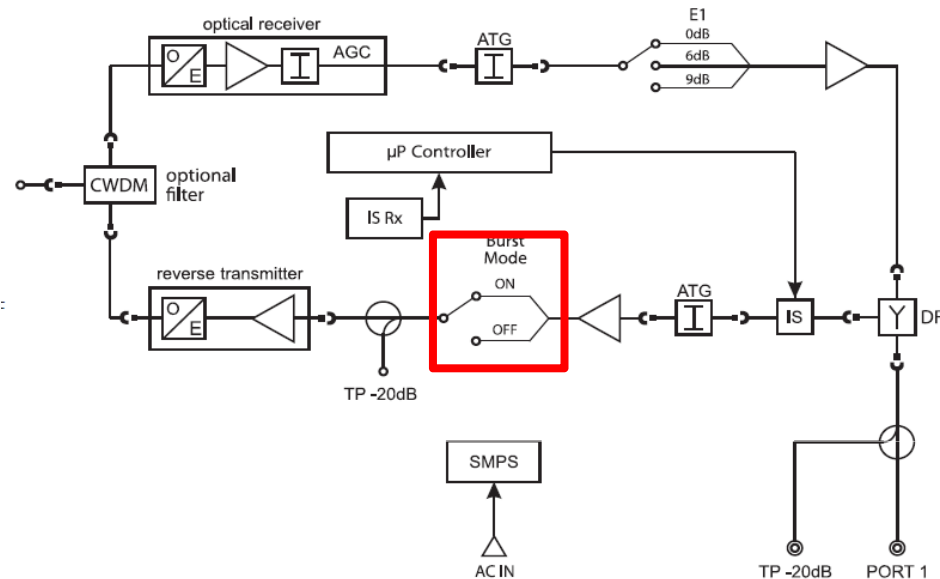 optical receiver
E1
0dB
ATG
O
E
AGC
6dB
9dB
µP Controller
CWDM
optional
filter
IS Rx
Burst
Mode
reverse transmitter
ON
ATG
O
E
OFF
IS
Y
DF
TP -20dB
SMPS
AC IN
TP -20dB
PORT 1